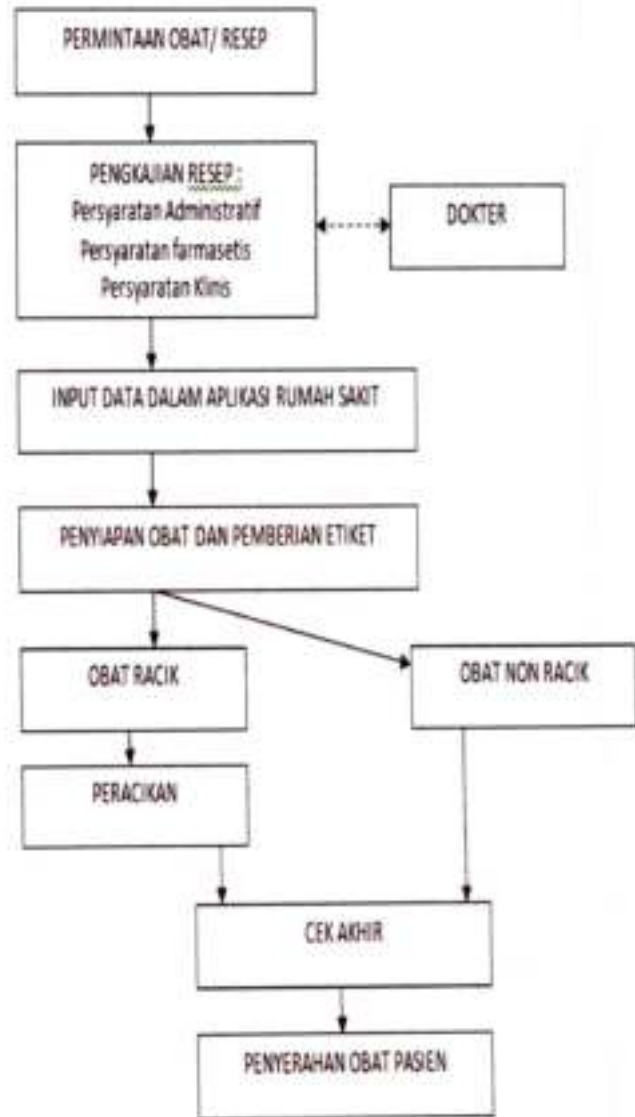 PERMINTAAN OBAT/ RESEP
PENGKAJIAN RESEP :
Persyaratan Administratif
Persyaratan farmasetis
Persyaratan Klinis
DOKTER
INPUT DATA DALAM APLIKASI RUMAH SAKIT
PENYIAPAN OBAT DAN PEMBERIAN ETIKET
OBAT RACIK
OBAT NON RACIK
PERACIKAN
CEK AKHIR
PENYERAHAN OBAT PASIEN